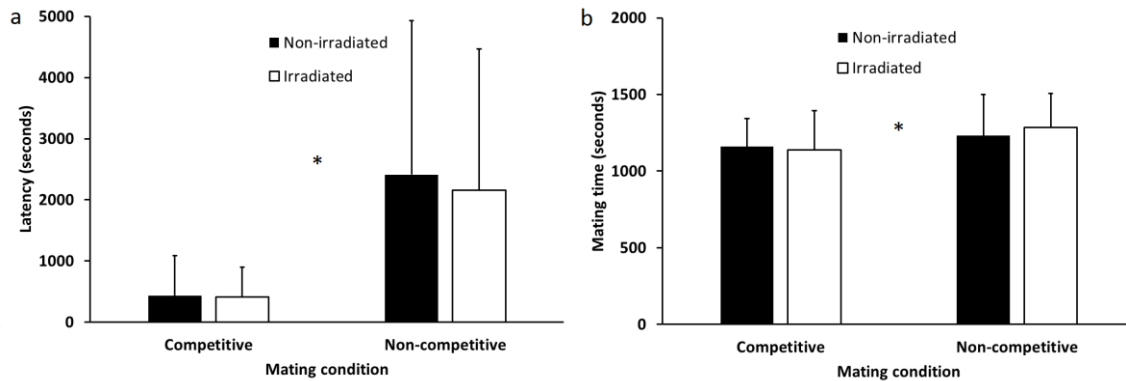 a
5000
4000
3000
2000
1000
0
Latency (seconds)
Non-irradiated
Irradiated
*
Competitive
Non-competitive
Mating condition
b
2000
1500
1000
500
0
Mating time (seconds)
Non-irradiated
Irradiated
*
Competitive
Non-competitive
Mating condition